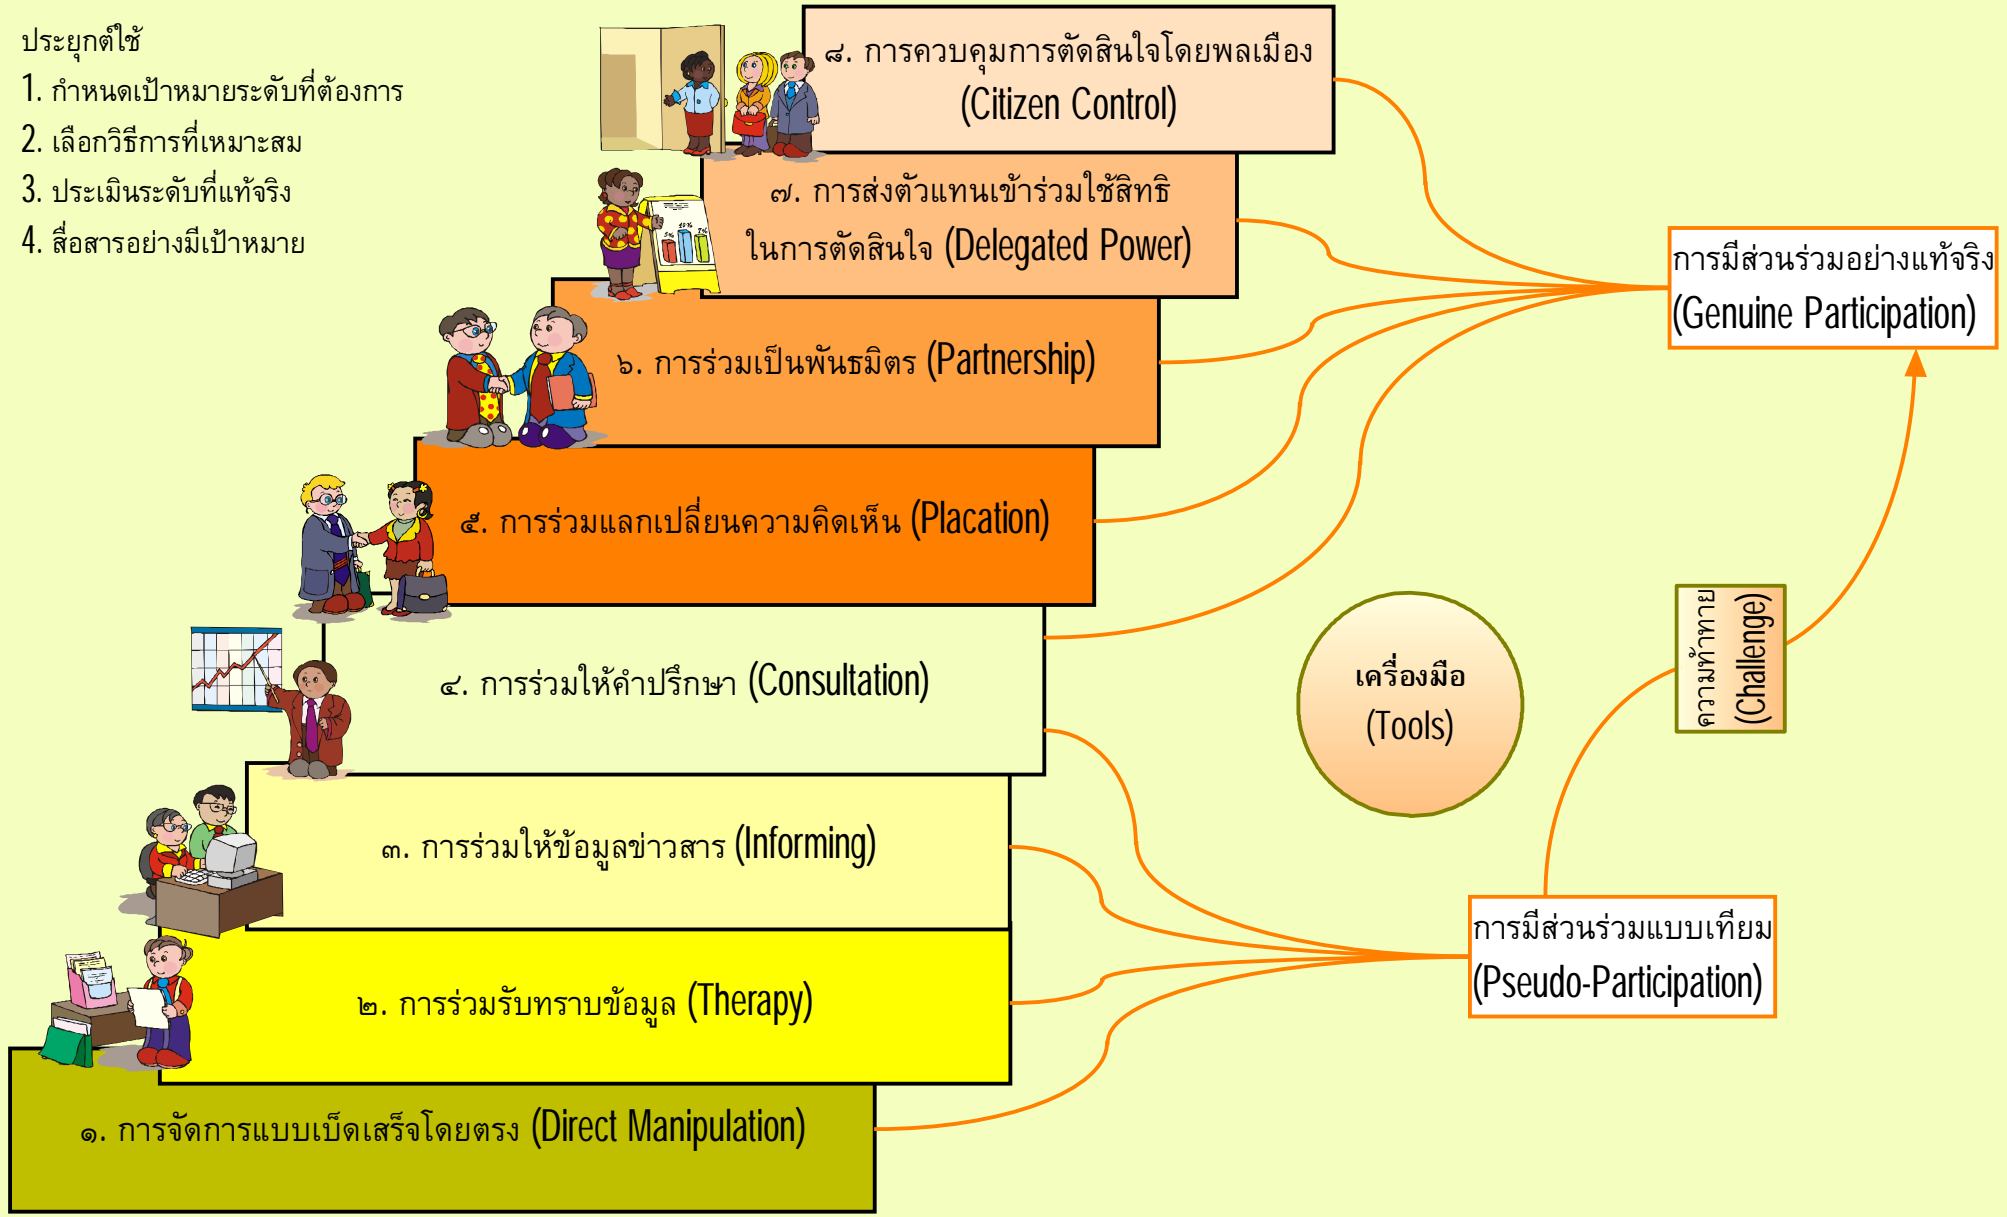 ประยุกต์ใช้
1. กำหนดเป้าหมายระดับที่ต้องการ
2. เลือกวิธีการที่เหมาะสม
3. ประเมินระดับที่แท้จริง
4. สื่อสารอย่างมีเป้าหมาย
๘. การควบคุมการตัดสินใจโดยพลเมือง
(Citizen Control)
๗. การส่งตัวแทนเข้าร่วมใช้สิทธิ
ในการตัดสินใจ (Delegated Power)
๖. การร่วมเป็นพันธมิตร (Partnership)
๕. การร่วมแลกเปลี่ยนความคิดเห็น (Placation)
๔. การร่วมให้คำปรึกษา (Consultation)
๓. การร่วมให้ข้อมูลข่าวสาร (Informing)
๒. การร่วมรับทราบข้อมูล (Therapy)
๑. การจัดการแบบเบ็ดเสร็จโดยตรง (Direct Manipulation)
การมีส่วนร่วมอย่างแท้จริง
(Genuine Participation)
ความท้าทาย
(Challenge)
เครื่องมือ
(Tools)
การมีส่วนร่วมแบบเทียม
(Pseudo-Participation)